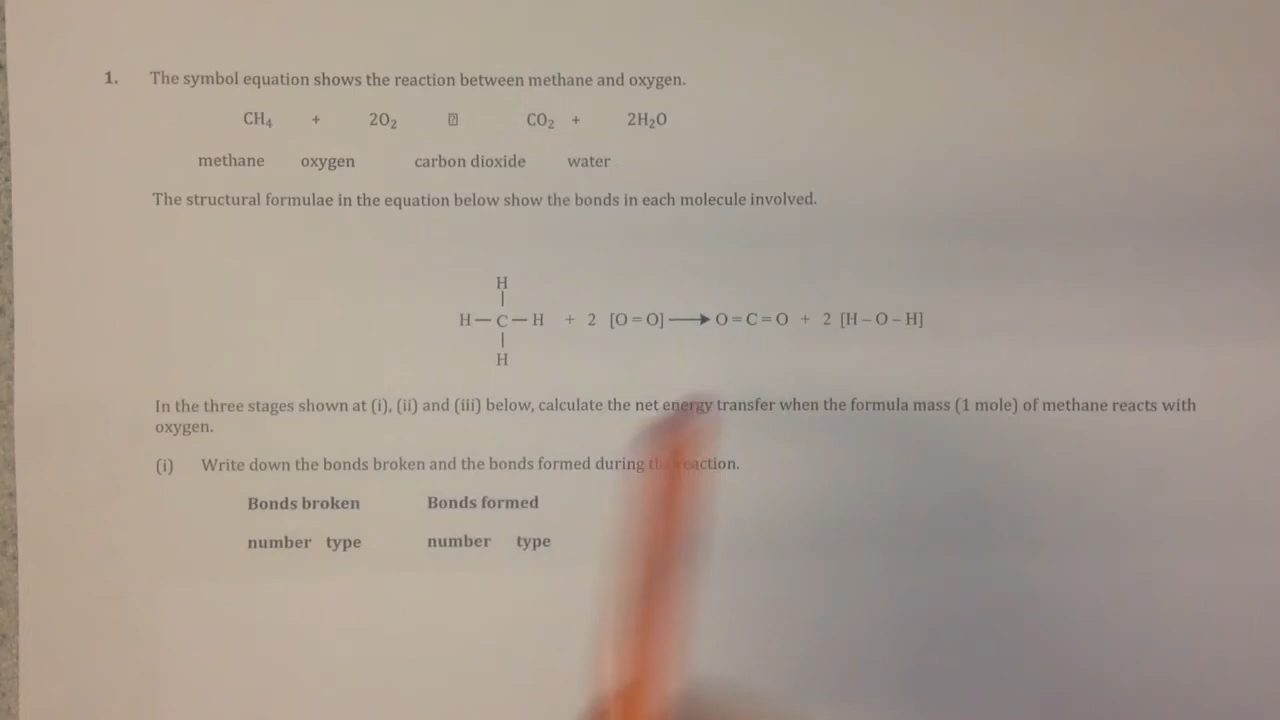 1. The symbol equation shows the reaction between methane and oxygen.
CH₄ + 2O₂ ⍰ CO₂ + 2H₂O
methane oxygen carbon dioxide water
The structural formulae in the equation below show the bonds in each molecule involved.
H
|
H — C — H + 2 [O = O] ⟶ O = C = O + 2 [H – O – H]
|
H
In the three stages shown at (i), (ii) and (iii) below, calculate the net energy transfer when the formula mass (1 mole) of methane reacts with
oxygen.
(i) Write down the bonds broken and the bonds formed during the reaction.
Bonds broken Bonds formed
number type number type